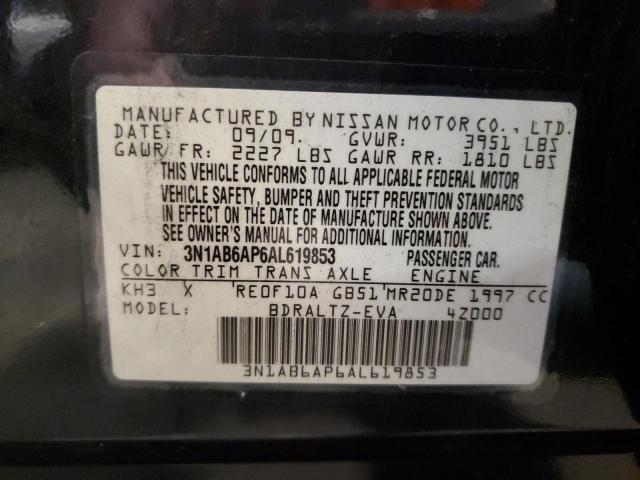 MANUFACTURED BY NISSAN MOTOR CO., LTD.
DATE: 09/09. GVWR: 3951 LBS
GAWR/FR: 2227 LBS GAWR RR: 1810 LBS
THIS VEHICLE CONFORMS TO ALL APPLICABLE FEDERAL MOTOR
VEHICLE SAFETY, BUMPER AND THEFT PREVENTION STANDARDS
IN EFFECT ON THE DATE OF MANUFACTURE SHOWN ABOVE.
SEE OWNER'S MANUAL FOR ADDITIONAL INFORMATION.
VIN: 3N1AB6AP6AL619853 PASSENGER CAR.
COLOR TRIM TRANS AXLE ENGINE
KH3 X RE0F10A GB51 MR20DE 1997 CC
MODEL: BDRALTZ-EVA 4Z000
3N1AB6AP6AL619853